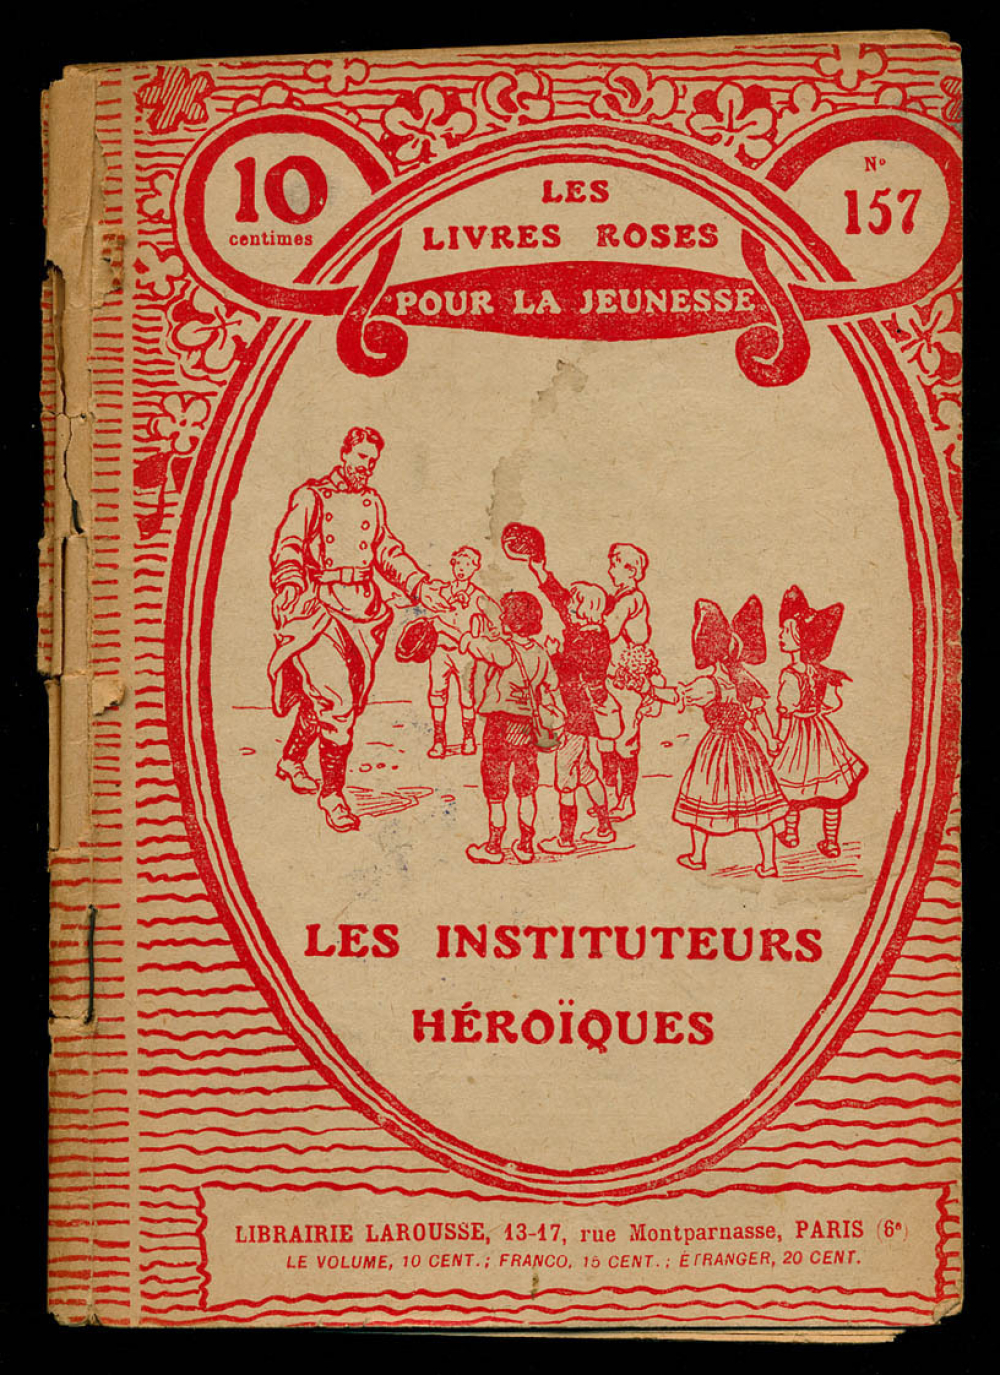 10
centimes
N°
157
LES
LIVRES ROSES
POUR LA JEUNESSE
LES INSTITUTEURS
HÉROÏQUES
LIBRAIRIE LAROUSSE, 13-17, rue Montparnasse, PARIS (6e)
LE VOLUME, 10 CENT.; FRANCO, 15 CENT.; ÉTRANGER, 20 CENT.